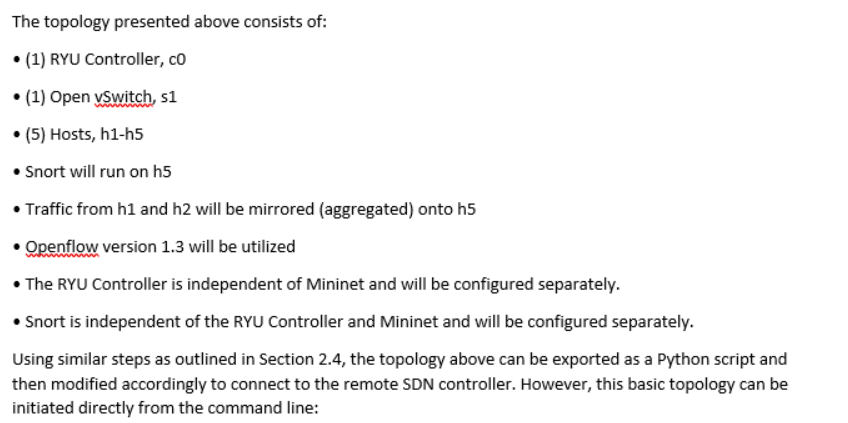 The topology presented above consists of:
• (1) RYU Controller, c0
• (1) Open vSwitch, s1
• (5) Hosts, h1-h5
• Snort will run on h5
• Traffic from h1 and h2 will be mirrored (aggregated) onto h5
• Openflow version 1.3 will be utilized
• The RYU Controller is independent of Mininet and will be configured separately.
• Snort is independent of the RYU Controller and Mininet and will be configured separately.
Using similar steps as outlined in Section 2.4, the topology above can be exported as a Python script and
then modified accordingly to connect to the remote SDN controller. However, this basic topology can be
initiated directly from the command line: